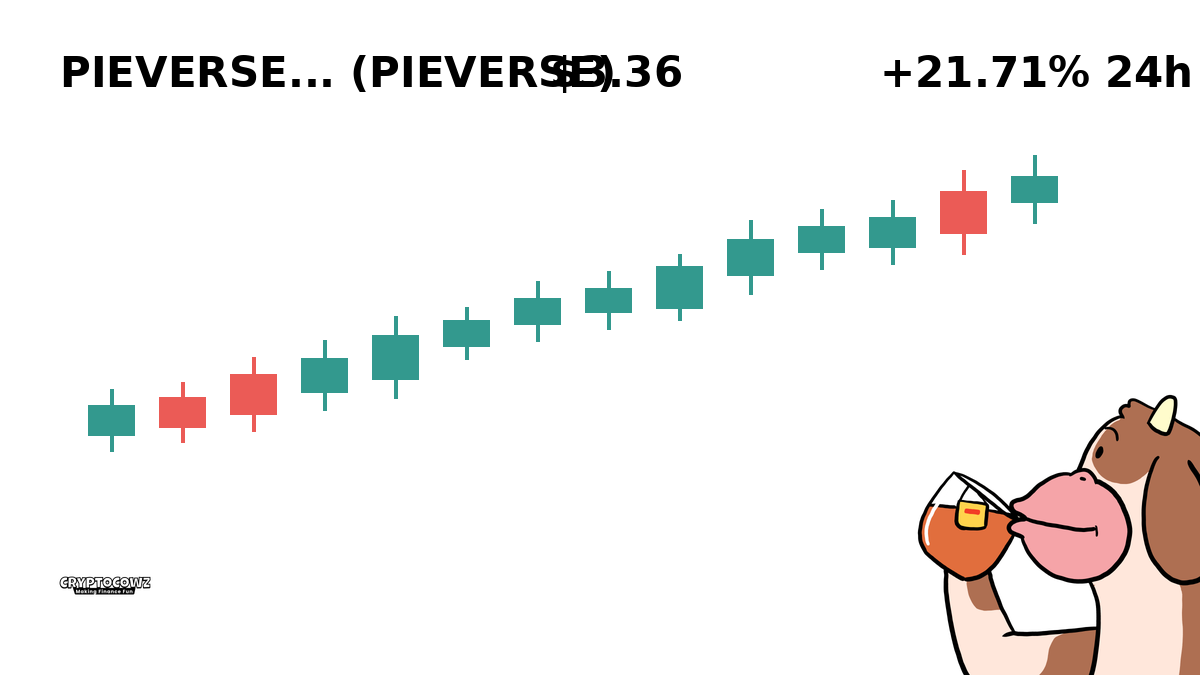 PIEVERSE... (PIEVERSE) $3.36 +21.71% 24h
CRYPTOCOWZ
Making Finance Fun